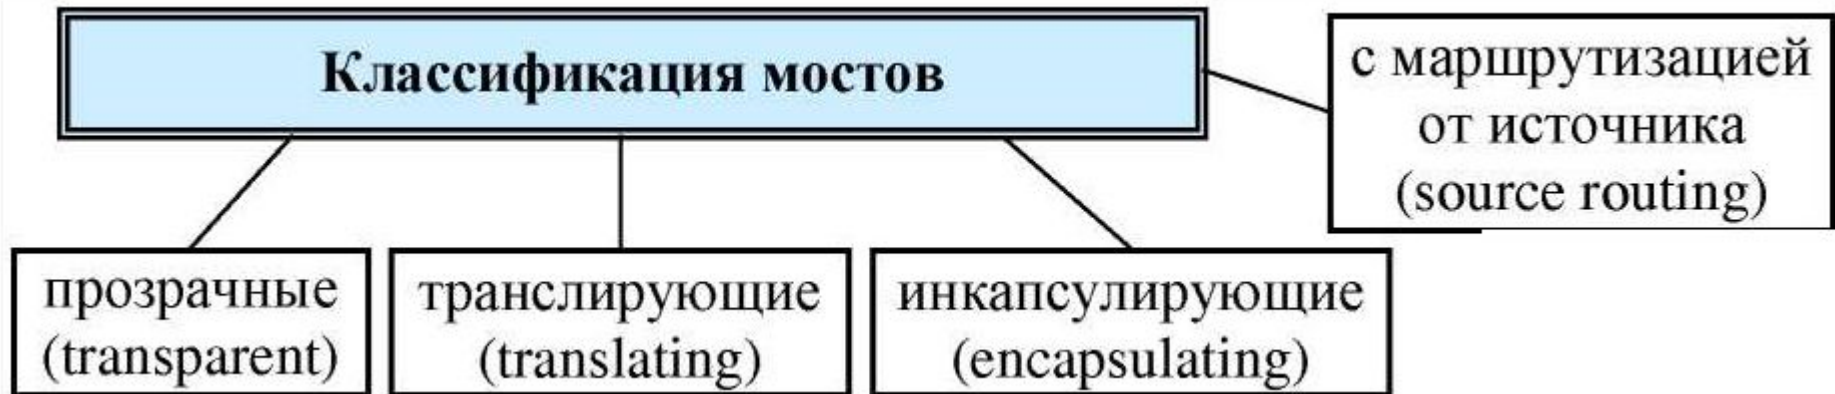 Классификация мостов
с маршрутизацией
от источника
(source routing)
прозрачные
(transparent)
транслирующие
(translating)
инкапсулирующие
(encapsulating)